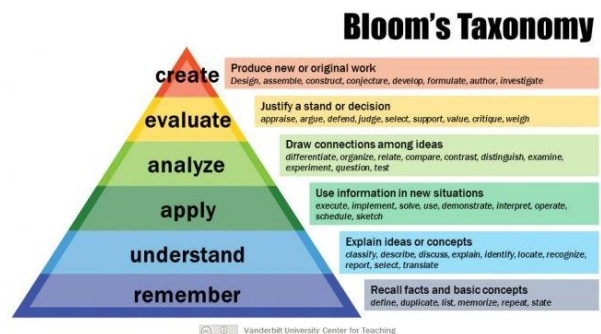 Bloom's Taxonomy
create
Produce new or original work
Design, assemble, construct, conjecture, develop, formulate, author, investigate
evaluate
Justify a stand or decision
appraise, argue, defend, judge, select, support, value, critique, weigh
analyze
Draw connections among ideas
differentiate, organize, relate, compare, contrast, distinguish, examine,
experiment, question, test
apply
Use information in new situations
execute, implement, solve, use, demonstrate, interpret, operate,
schedule, sketch
understand
Explain ideas or concepts
classify, describe, discuss, explain, identify, locate, recognize,
report, select, translate
remember
Recall facts and basic concepts
define, duplicate, list, memorize, repeat, state
Vanderbilt University Center for Teaching